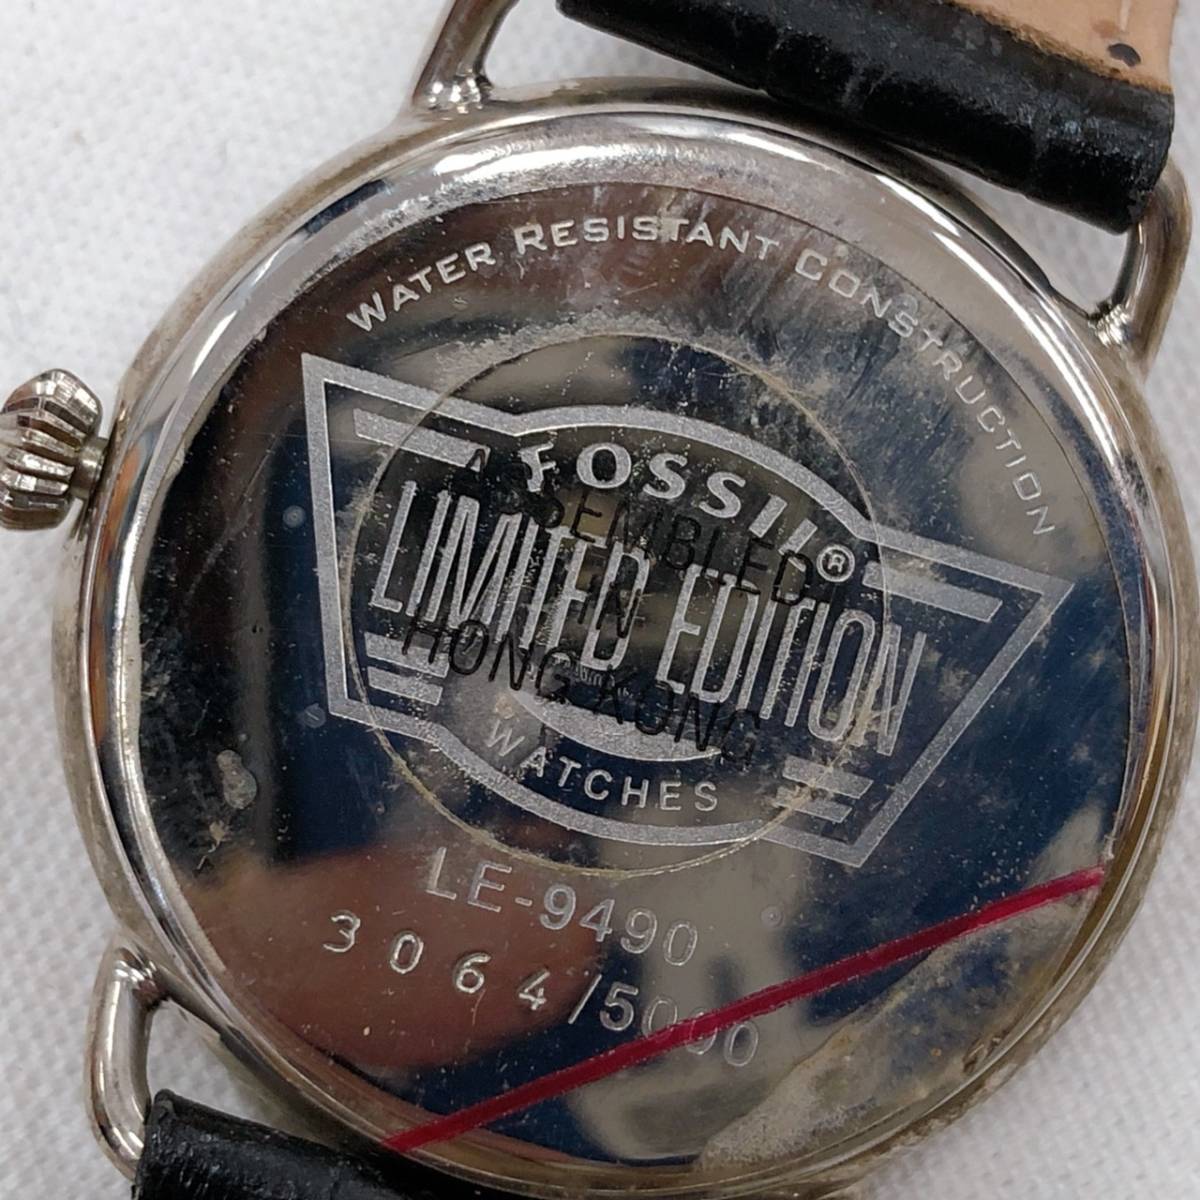 WATER RESISTANT CONSTRUCTION
FOSSIL®
LIMITED EDITION
WATCHES
ASSEMBLED
IN
HONG KONG
LE-9490
3064/5000